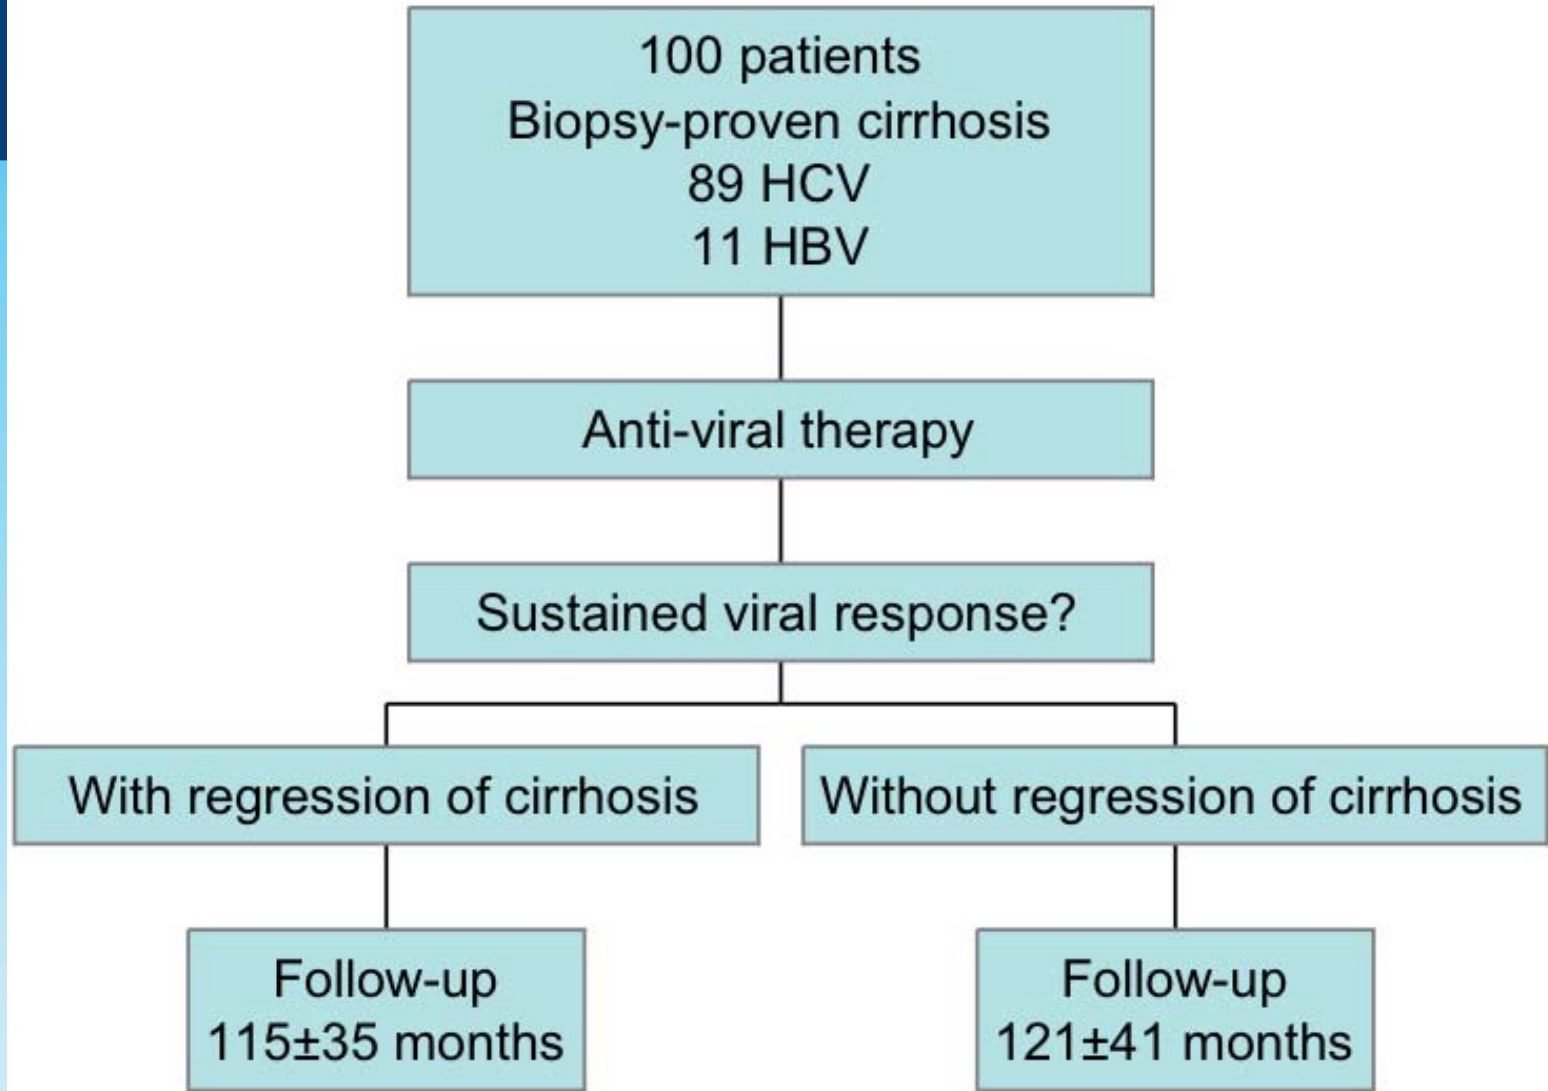 100 patients
Biopsy-proven cirrhosis
89 HCV
11 HBV
Anti-viral therapy
Sustained viral response?
With regression of cirrhosis
Without regression of cirrhosis
Follow-up
115±35 months
Follow-up
121±41 months